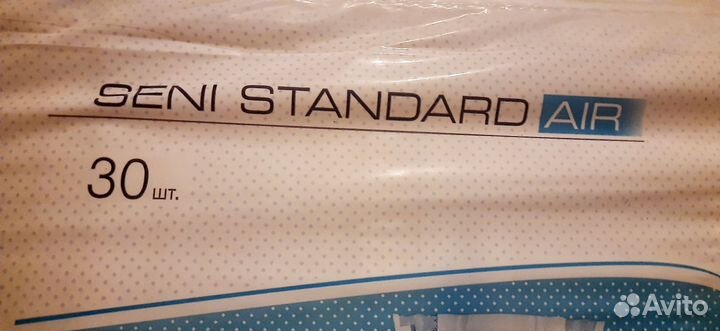 SENI STANDARD AIR
30 шт.
Avito